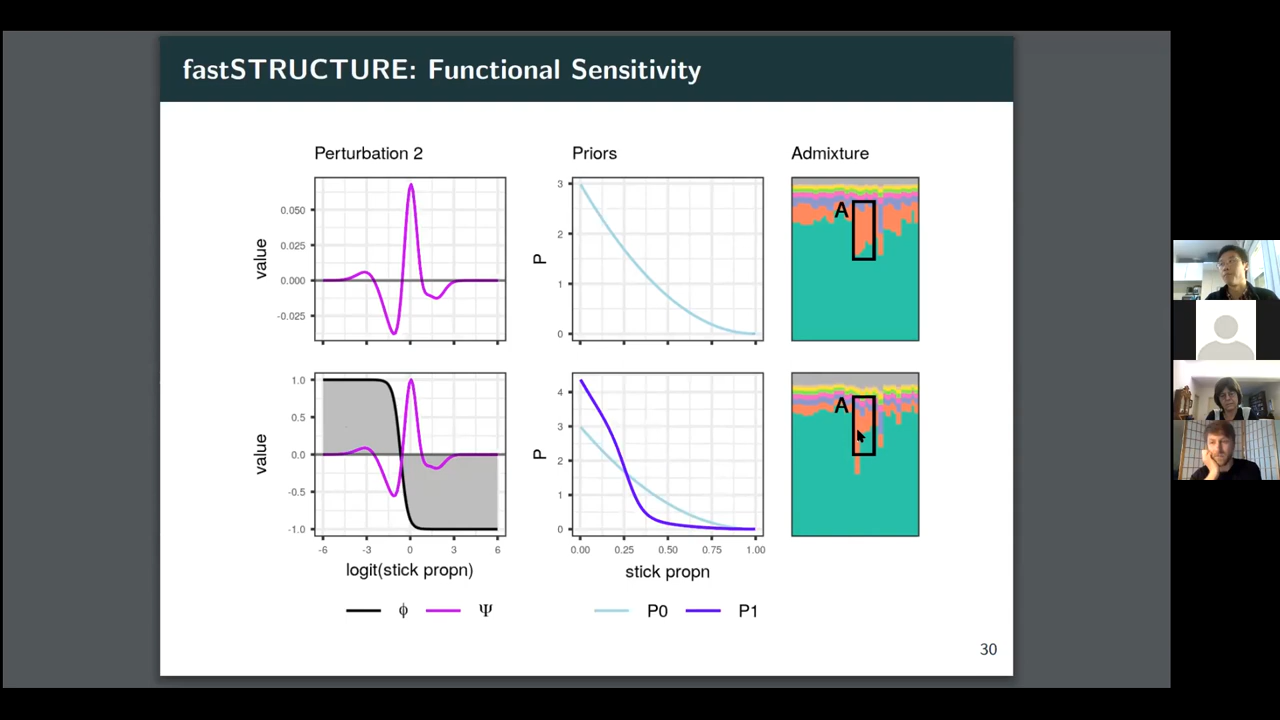 fastSTRUCTURE: Functional Sensitivity
Perturbation 2
Priors
Admixture
value
0.050
0.025
0.000
-0.025
P
3
2
1
0
A
value
1.0
0.5
0.0
-0.5
-1.0
-6 -3 0 3 6
logit(stick propn)
P
4
3
2
1
0
0.00 0.25 0.50 0.75 1.00
stick propn
A
ϕ Ψ
P0 P1
30